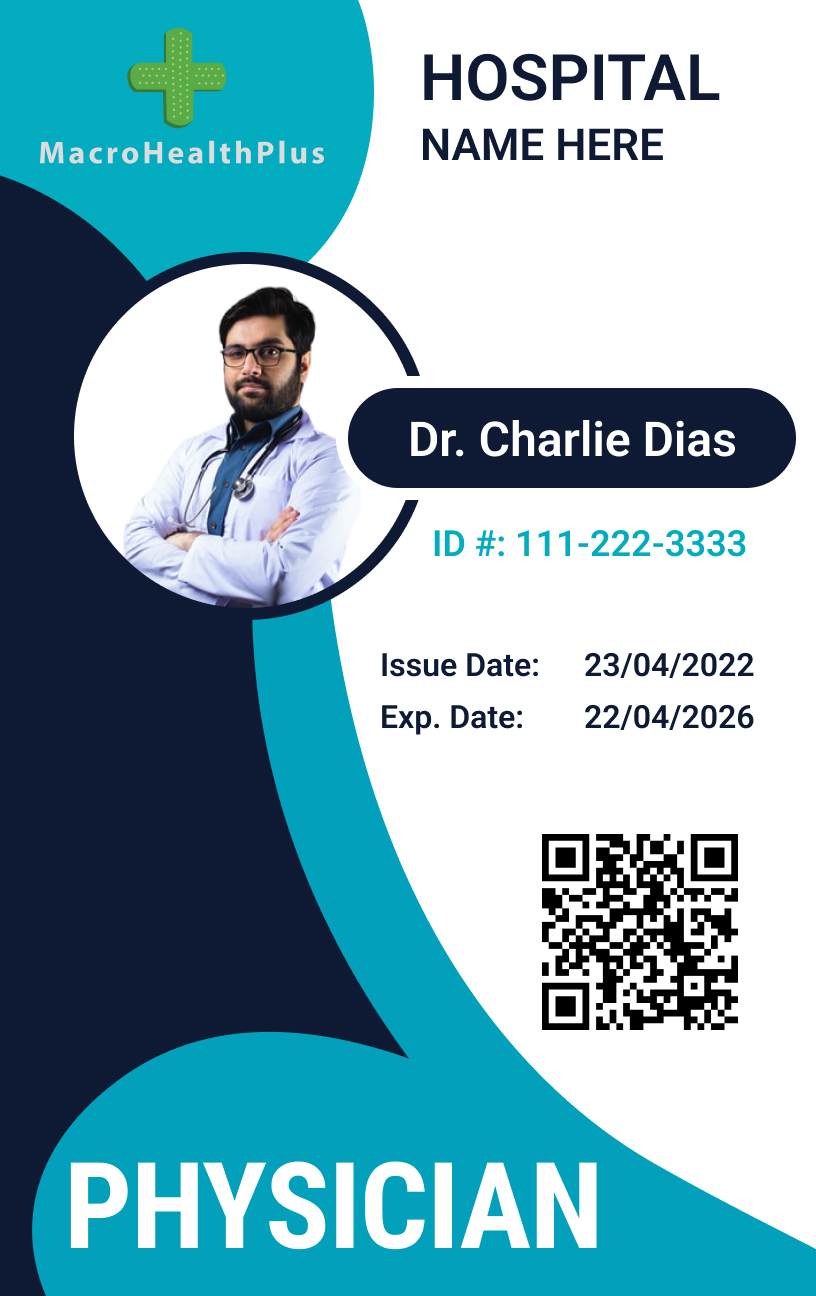 MacroHealthPlus
HOSPITAL
NAME HERE
Dr. Charlie Dias
ID #: 111-222-3333
Issue Date: 23/04/2022
Exp. Date: 22/04/2026
PHYSICIAN